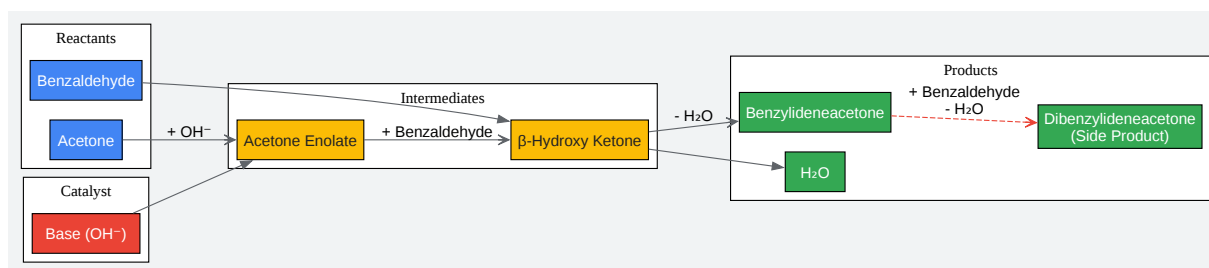 Reactants
Benzaldehyde
Acetone
+ OH⁻
Catalyst
Base (OH⁻)
Intermediates
Acetone Enolate
+ Benzaldehyde
β-Hydroxy Ketone
- H₂O
Products
Benzylideneacetone
+ Benzaldehyde
- H₂O
Dibenzylideneacetone
(Side Product)
H₂O